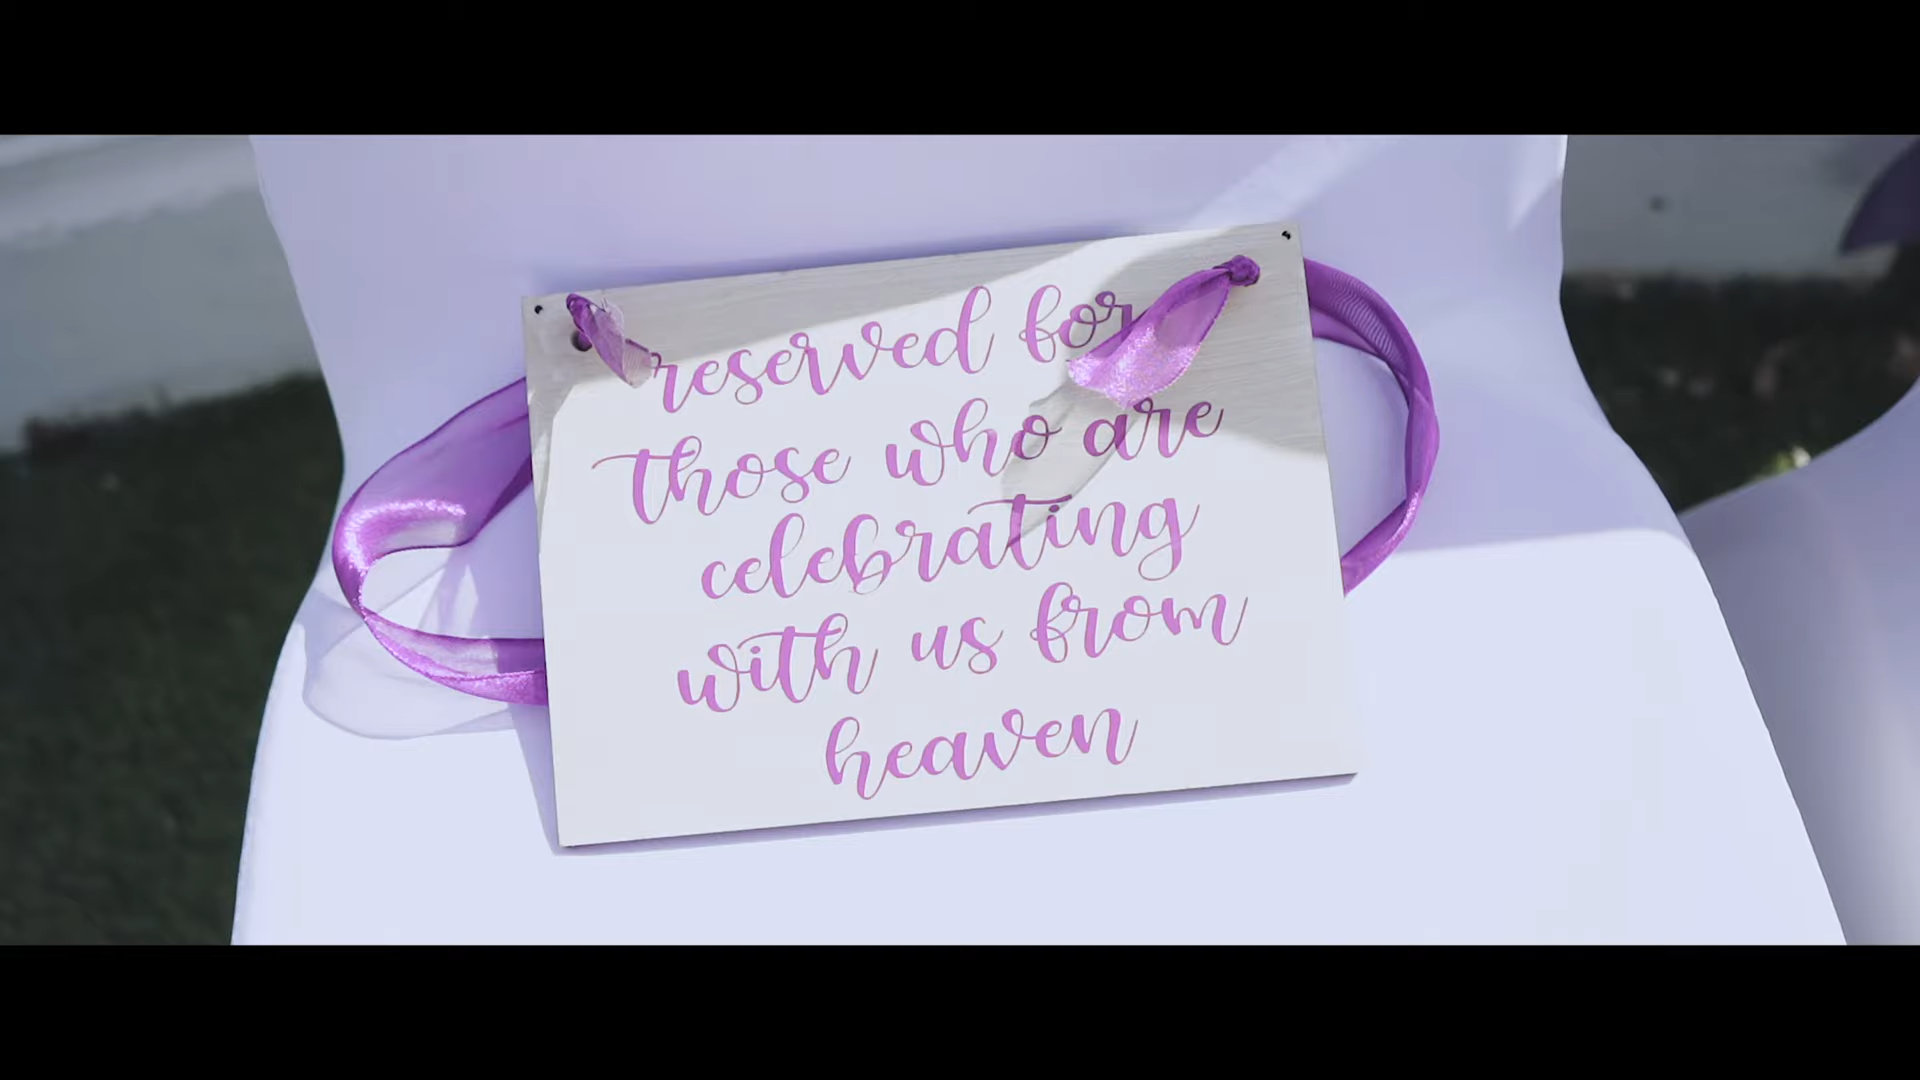 reserved for
those who are
celebrating
with us from
heaven